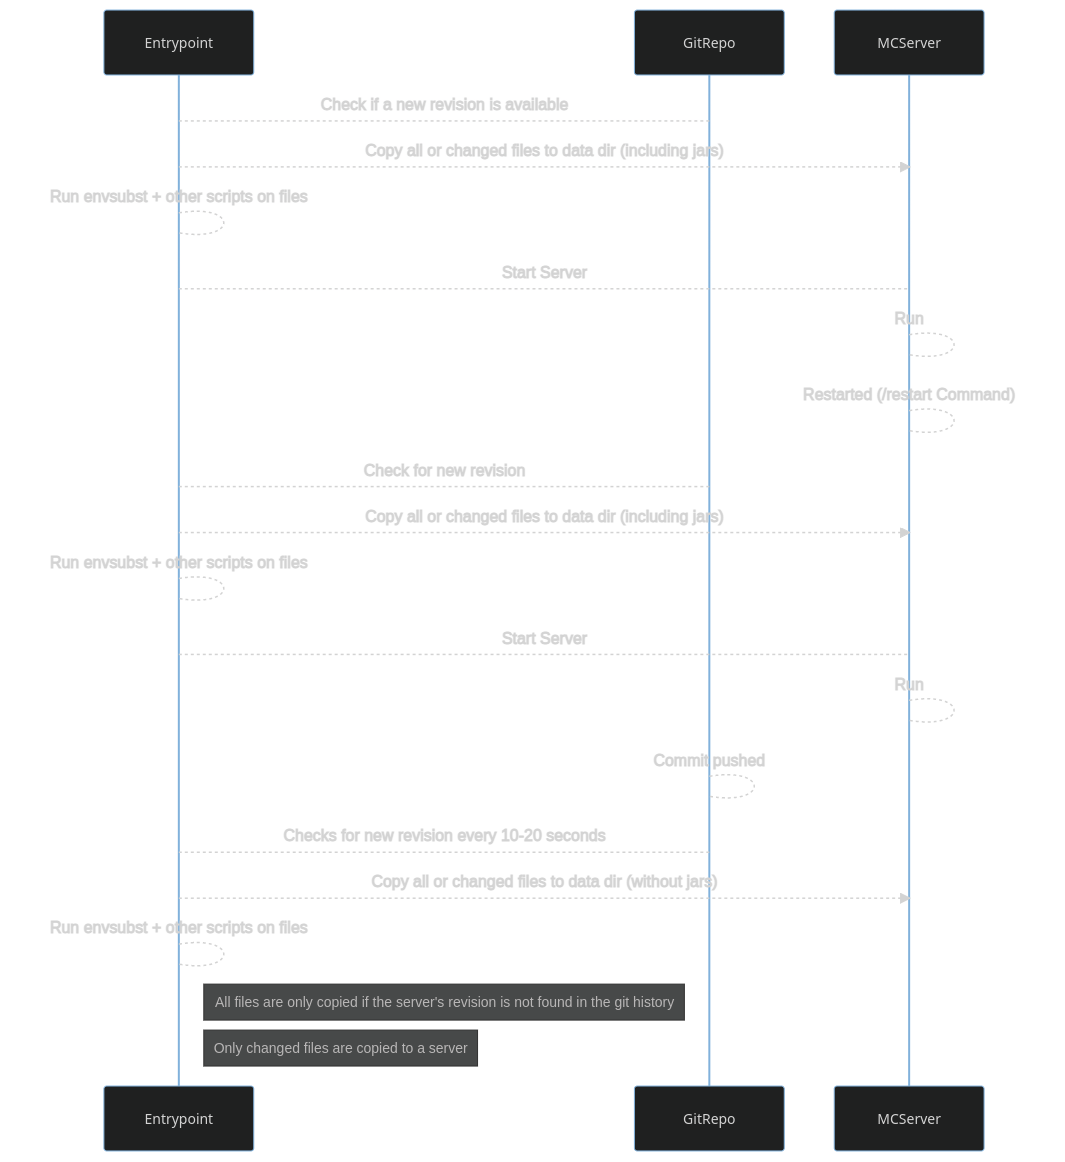 Entrypoint
GitRepo
MCServer
Check if a new revision is available
Copy all or changed files to data dir (including jars)
Run envsubst + other scripts on files
Start Server
Run
Restarted (/restart Command)
Check for new revision
Copy all or changed files to data dir (including jars)
Run envsubst + other scripts on files
Start Server
Run
Commit pushed
Checks for new revision every 10-20 seconds
Copy all or changed files to data dir (without jars)
Run envsubst + other scripts on files
All files are only copied if the server's revision is not found in the git history
Only changed files are copied to a server
Entrypoint
GitRepo
MCServer